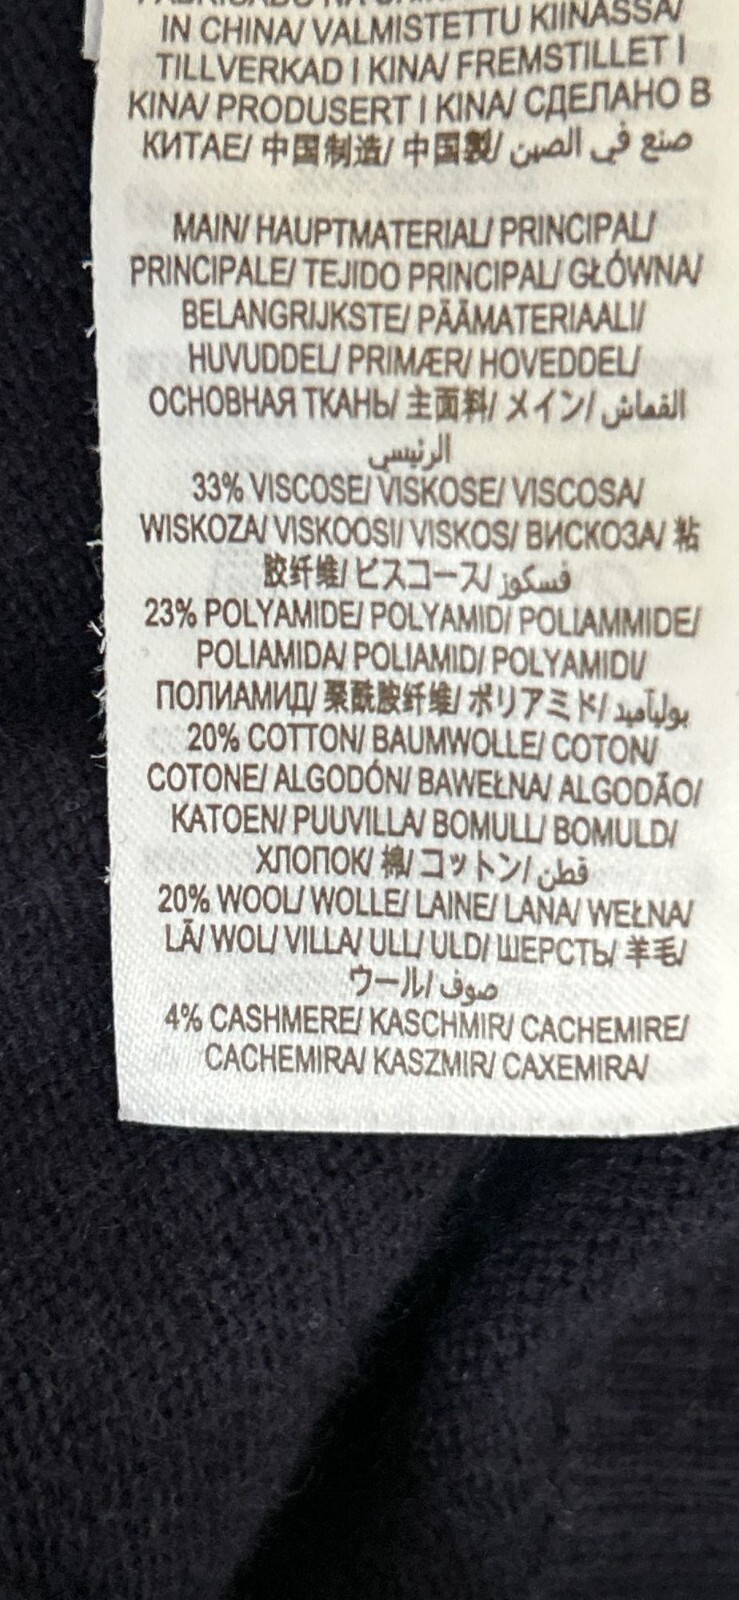 IN CHINA/ VALMISTETTU KIINASSA/
TILLVERKAD I KINA/ FREMSTILLET I
KINA/ PRODUSERT I KINA/ СДЕЛАНО В
КИТАЕ/ 中国制造/ 中国製/ صنع في الصين
MAIN/ HAUPTMATERIAL/ PRINCIPAL/
PRINCIPALE/ TEJIDO PRINCIPAL/ GŁÓWNA/
BELANGRIJKSTE/ PÄÄMATERIAALI/
HUVUDDEL/ PRIMÆR/ HOVEDDEL/
ОСНОВНАЯ ТКАНЬ/ 主面料/ メイン/ القماش
الرئيسي
33% VISCOSE/ VISKOSE/ VISCOSA/
WISKOZA/ VISKOOSI/ VISKOS/ ВИСКОЗА/ 粘
胶纤维/ ビスコース/ فسكوز
23% POLYAMIDE/ POLYAMID/ POLIAMMIDE/
POLIAMIDA/ POLIAMID/ POLYAMIDI/
ПОЛИАМИД/ 聚酰胺纤维/ ポリアミド/ بولياميد
20% COTTON/ BAUMWOLLE/ COTON/
COTONE/ ALGODÓN/ BAWEŁNA/ ALGODÃO/
KATOEN/ PUUVILLA/ BOMULL/ BOMULD/
ХЛОПОК/ 棉/ コットン/ قطن
20% WOOL/ WOLLE/ LAINE/ LANA/ WEŁNA/
LÃ/ WOL/ VILLA/ ULL/ ULD/ ШЕРСТЬ/ 羊毛/
ウール/ صوف
4% CASHMERE/ KASCHMIR/ CACHEMIRE/
CACHEMIRA/ KASZMIR/ CAXEMIRA/